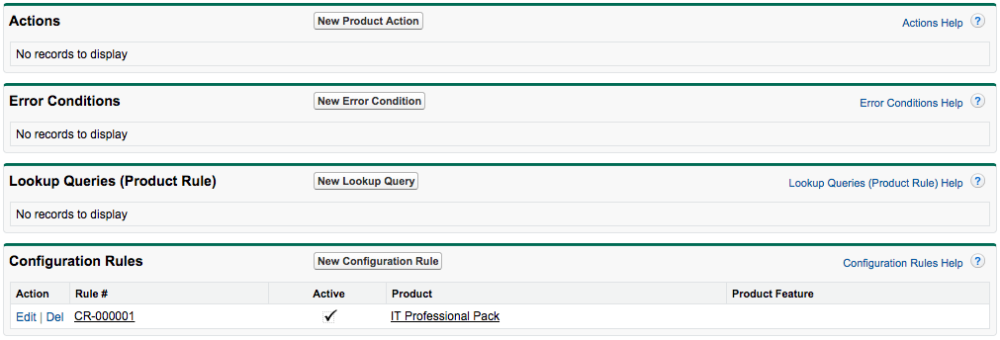 Actions New Product Action Actions Help ?
No records to display
Error Conditions New Error Condition Error Conditions Help ?
No records to display
Lookup Queries (Product Rule) New Lookup Query Lookup Queries (Product Rule) Help ?
No records to display
Configuration Rules New Configuration Rule Configuration Rules Help ?
Action Rule # Active Product Product Feature
Edit | Del CR-000001 ✓ IT Professional Pack